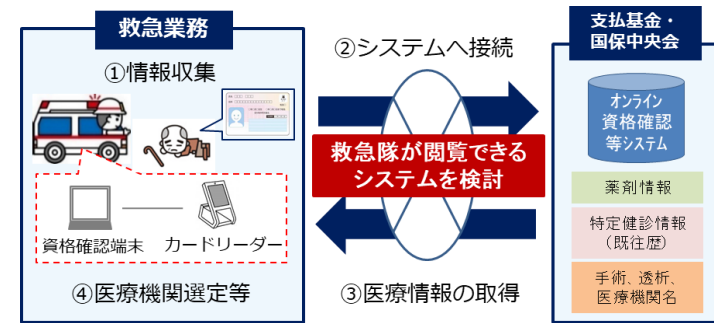 救急業務
①情報収集
資格確認端末
カードリーダー
④医療機関選定等
②システムへ接続
救急隊が閲覧できる
システムを検討
③医療情報の取得
支払基金・
国保中央会
オンライン
資格確認
等システム
薬剤情報
特定健診情報
（既往歴）
手術、透析、
医療機関名